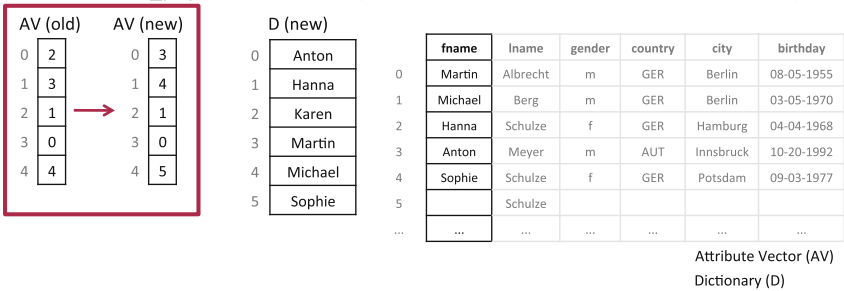 AV (old) AV (new) D (new)
0 2 0 3 0 Anton
1 3 1 4 1 Hanna
2 1 2 1 2 Karen
3 0 3 0 3 Martin
4 4 4 5 4 Michael
5 Sophie
fname lname gender country city birthday
0 Martin Albrecht m GER Berlin 08-05-1955
1 Michael Berg m GER Berlin 03-05-1970
2 Hanna Schulze f GER Hamburg 04-04-1968
3 Anton Meyer m AUT Innsbruck 10-20-1992
4 Sophie Schulze f GER Potsdam 09-03-1977
5 Schulze
... ... ... ... ... ... ...
Attribute Vector (AV)
Dictionary (D)